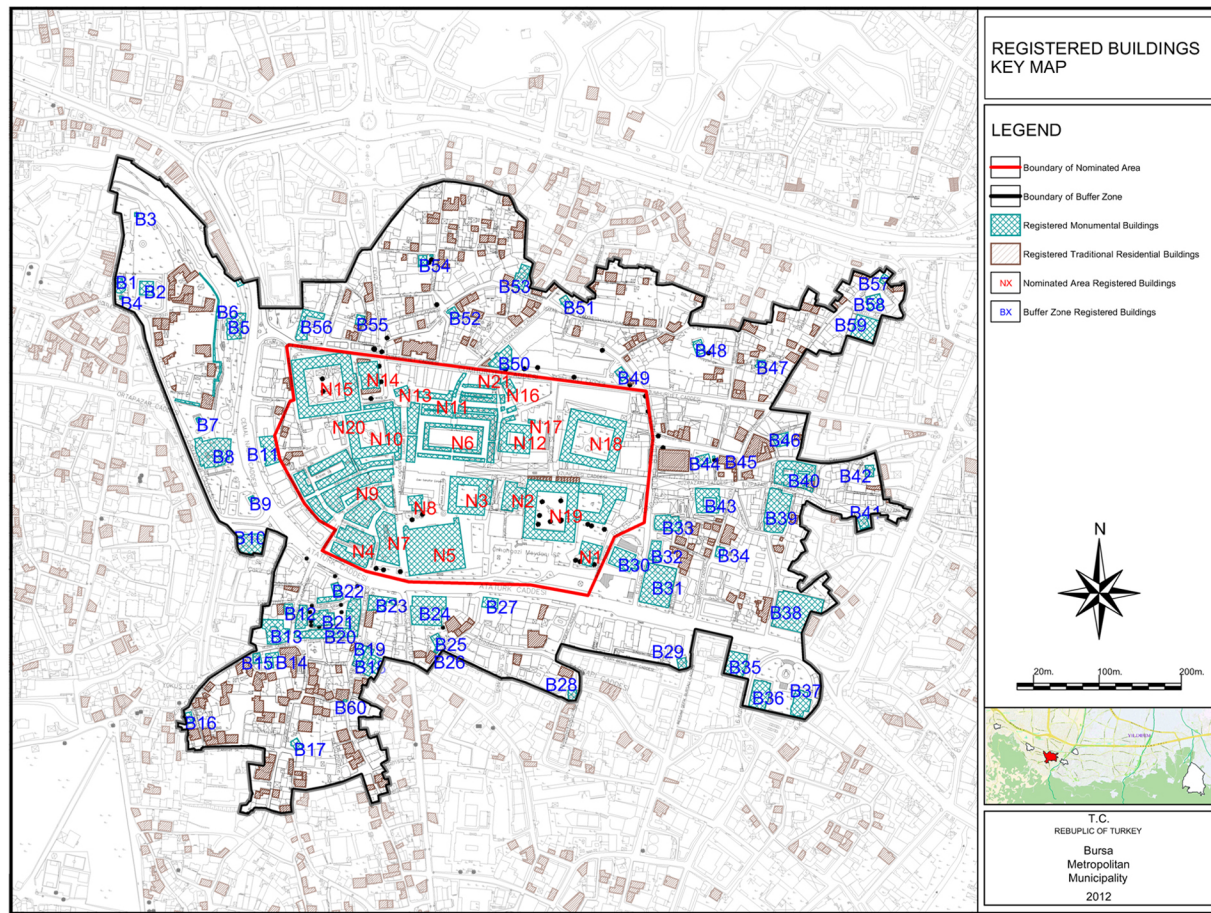 REGISTERED BUILDINGS
KEY MAP
LEGEND
Boundary of Nominated Area
Boundary of Buffer Zone
Registered Monumental Buildings
Registered Traditional Residential Buildings
NX
Nominated Area Registered Buildings
BX
Buffer Zone Registered Buildings
B3
B1
B2
B4
B6
B5
B56
B55
B54
B52
B53
B51
B50
B49
B48
B47
B57
B58
B59
N15
N14
N13
N21
N16
N11
N20
N10
N6
N17
N12
N18
B7
B8
B11
B9
B10
N9
N8
N3
N2
N19
N4
N7
N5
N1
B46
B44
B45
B40
B42
B43
B39
B41
B33
B32
B34
B30
B31
B38
ATATÜRK CADDESİ
B22
B23
B24
B27
B12
B21
B13
B20
B25
B19
B26
B15
B14
B29
B35
B28
B36
B37
B16
B60
B17
N
20m.
100m.
200m.
T.C.
REBUPLIC OF TURKEY
Bursa
Metropolitan
Municipality
2012